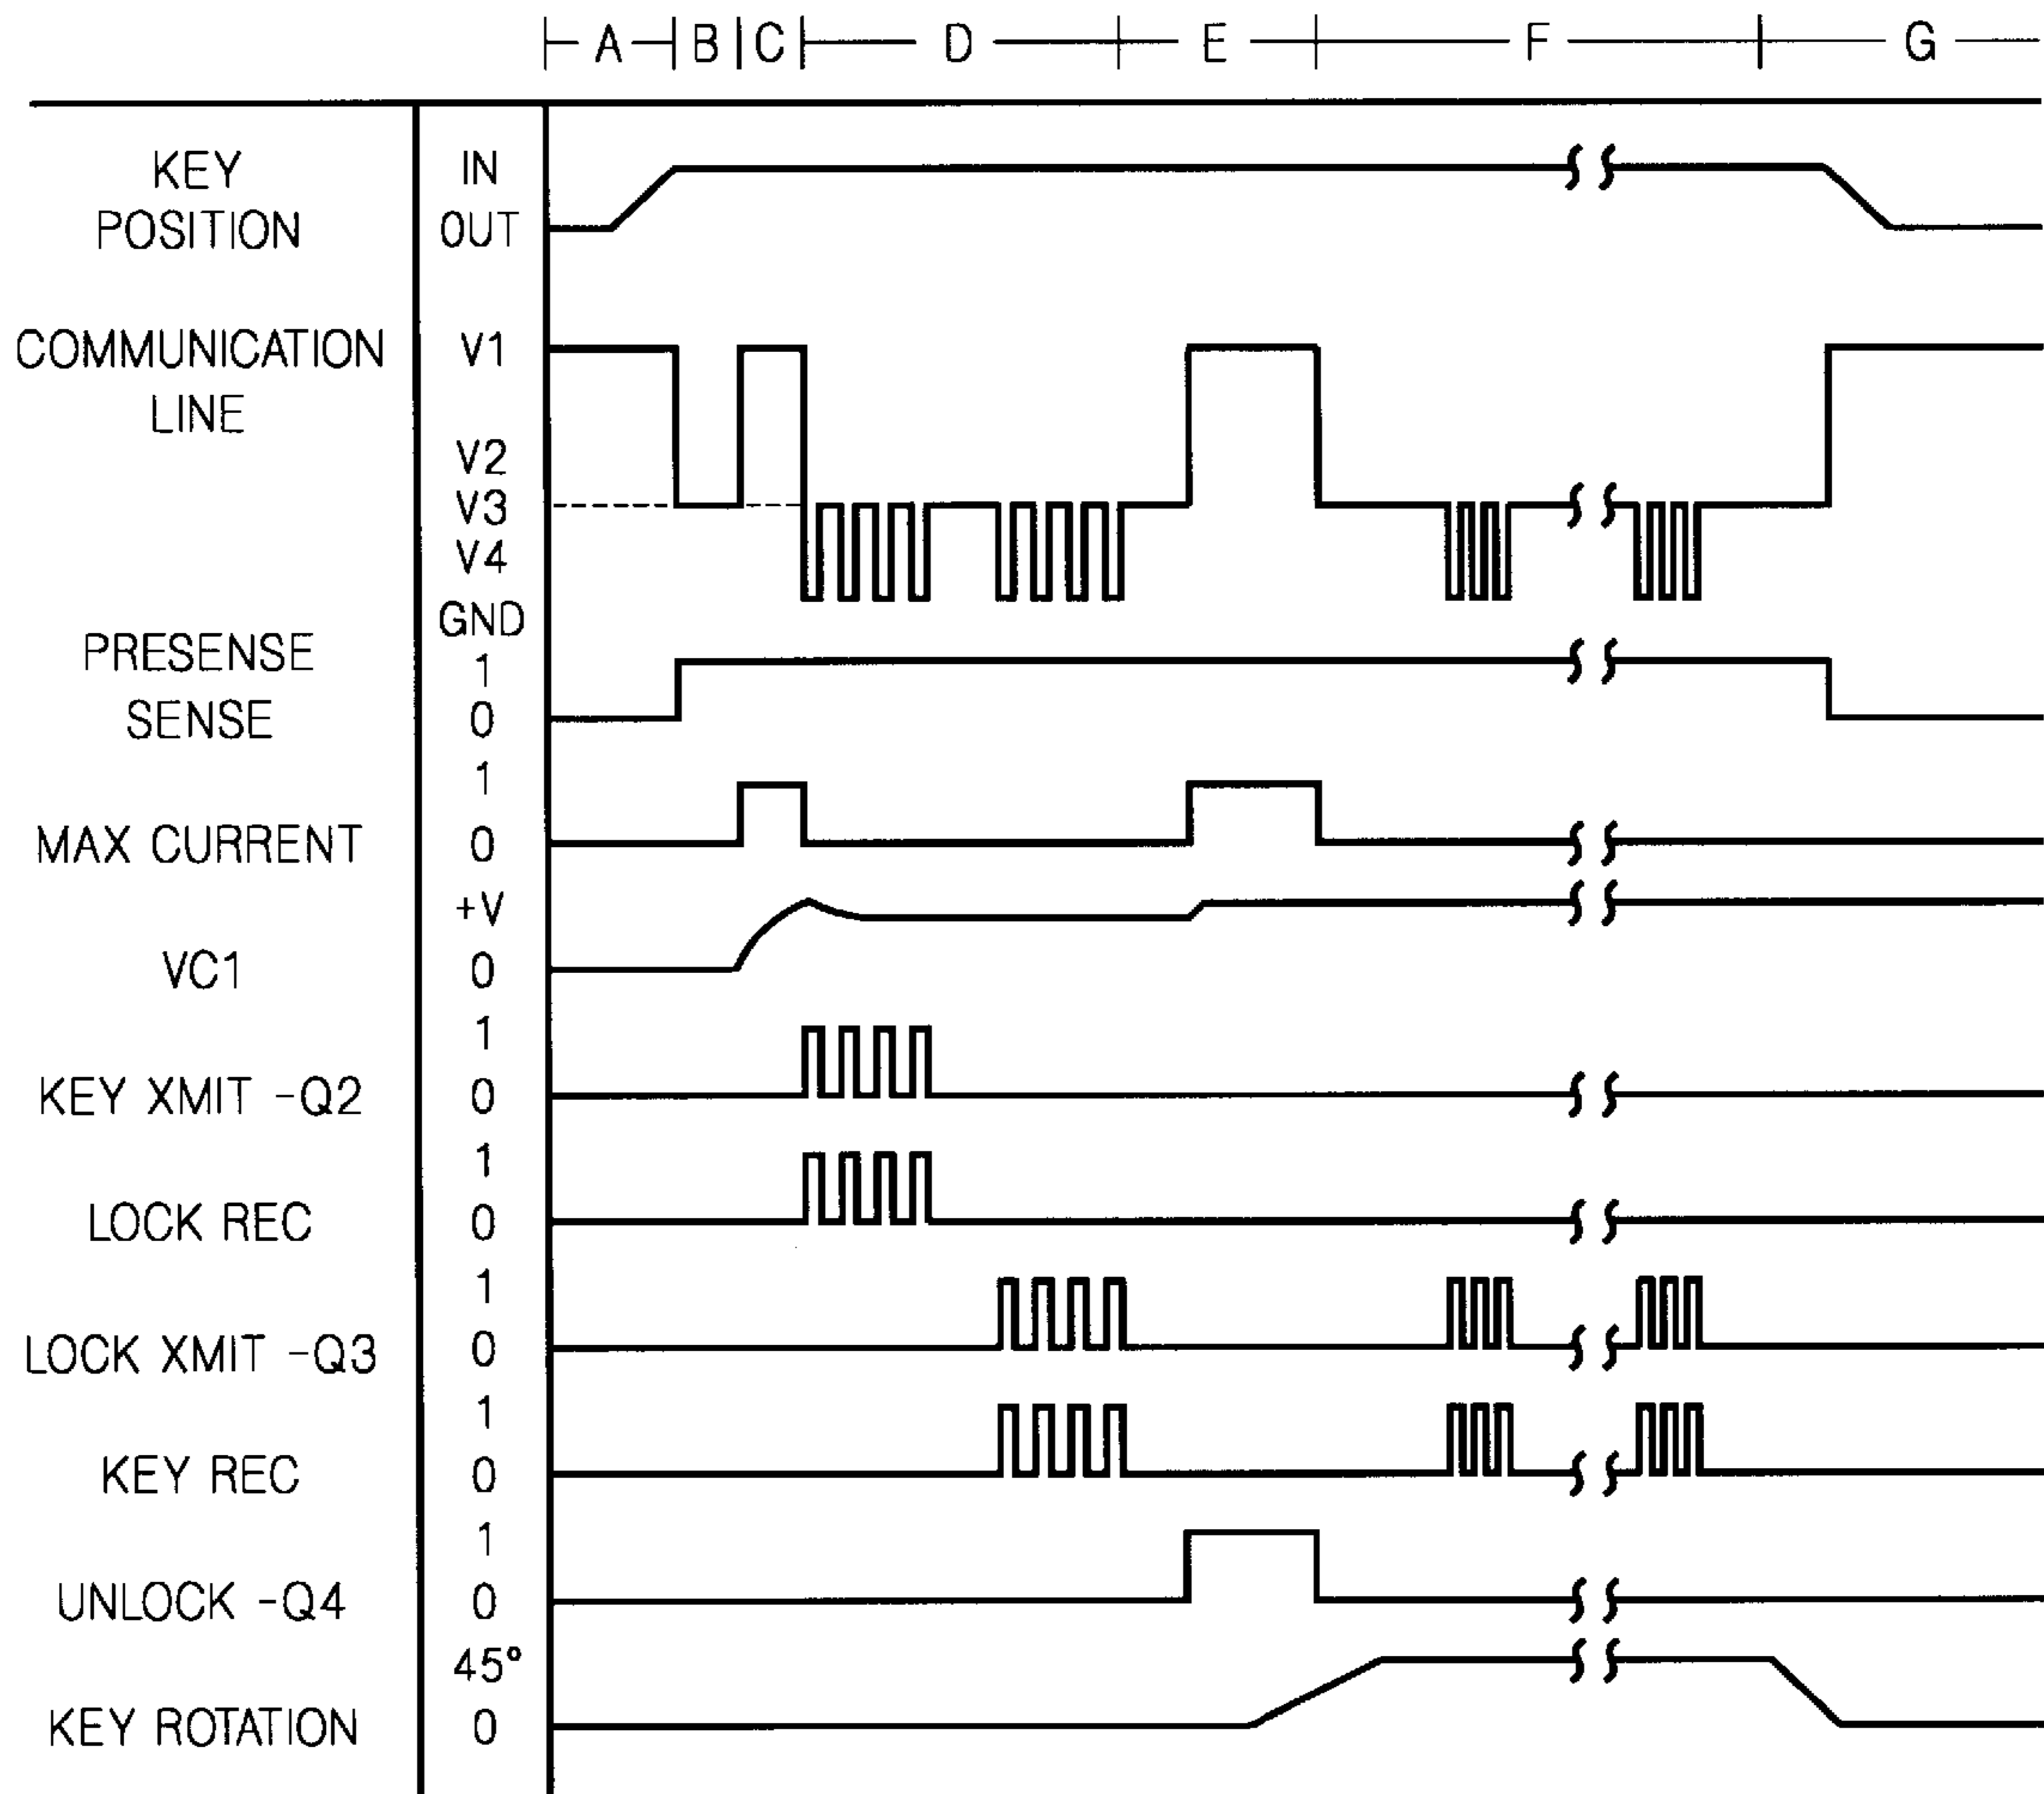 A B C D E F G
KEY IN
POSITION OUT
COMMUNICATION V1
LINE
V2
V3
V4
GND
PRESENSE
1
SENSE 0
1
MAX CURRENT 0
+V
VC1 0
1
KEY XMIT -Q2 0
1
LOCK REC 0
1
LOCK XMIT -Q3 0
1
KEY REC 0
1
UNLOCK -Q4 0
45°
KEY ROTATION 0